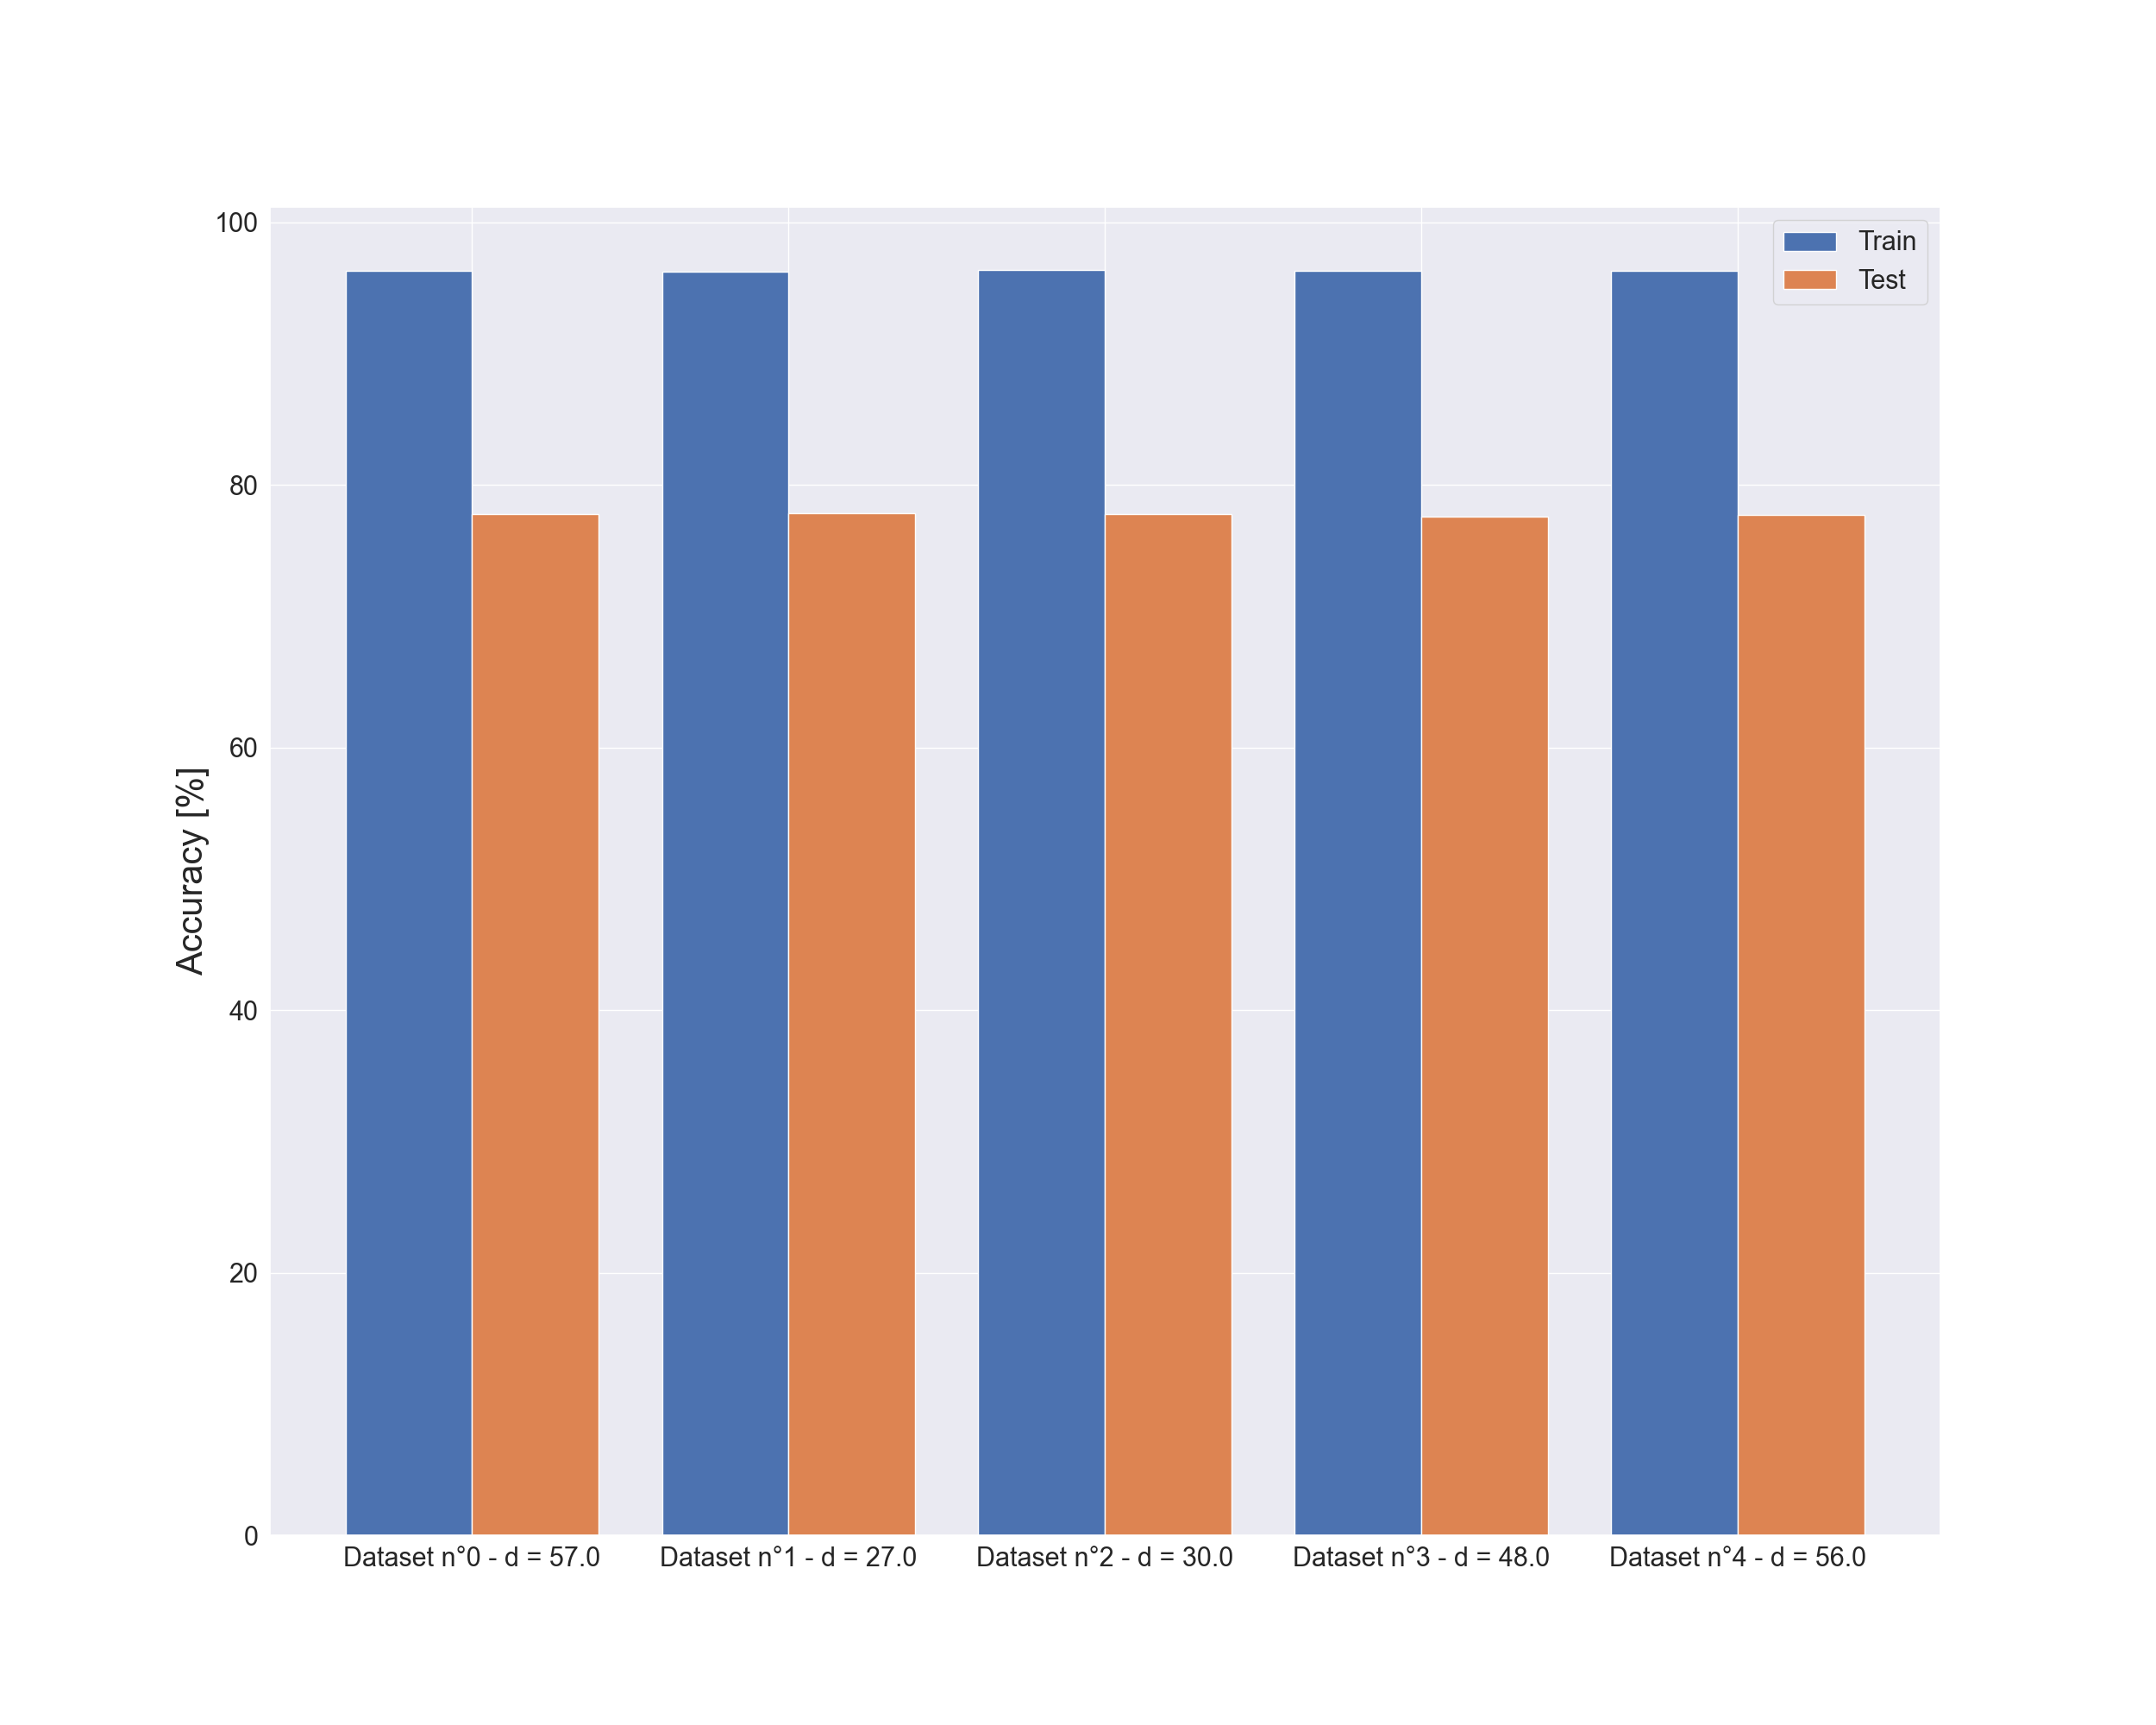 100
80
60
40
20
0
Accuracy [%]
Train
Test
Dataset n°0 - d = 57.0
Dataset n°1 - d = 27.0
Dataset n°2 - d = 30.0
Dataset n°3 - d = 48.0
Dataset n°4 - d = 56.0